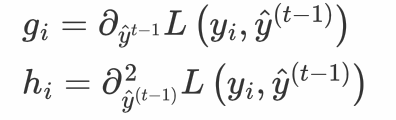 g_i = ∂_{ŷ^{t−1}} L (y_i, ŷ^{(t−1)})
h_i = ∂²_{ŷ^{(t−1)}} L (y_i, ŷ^{(t−1)})